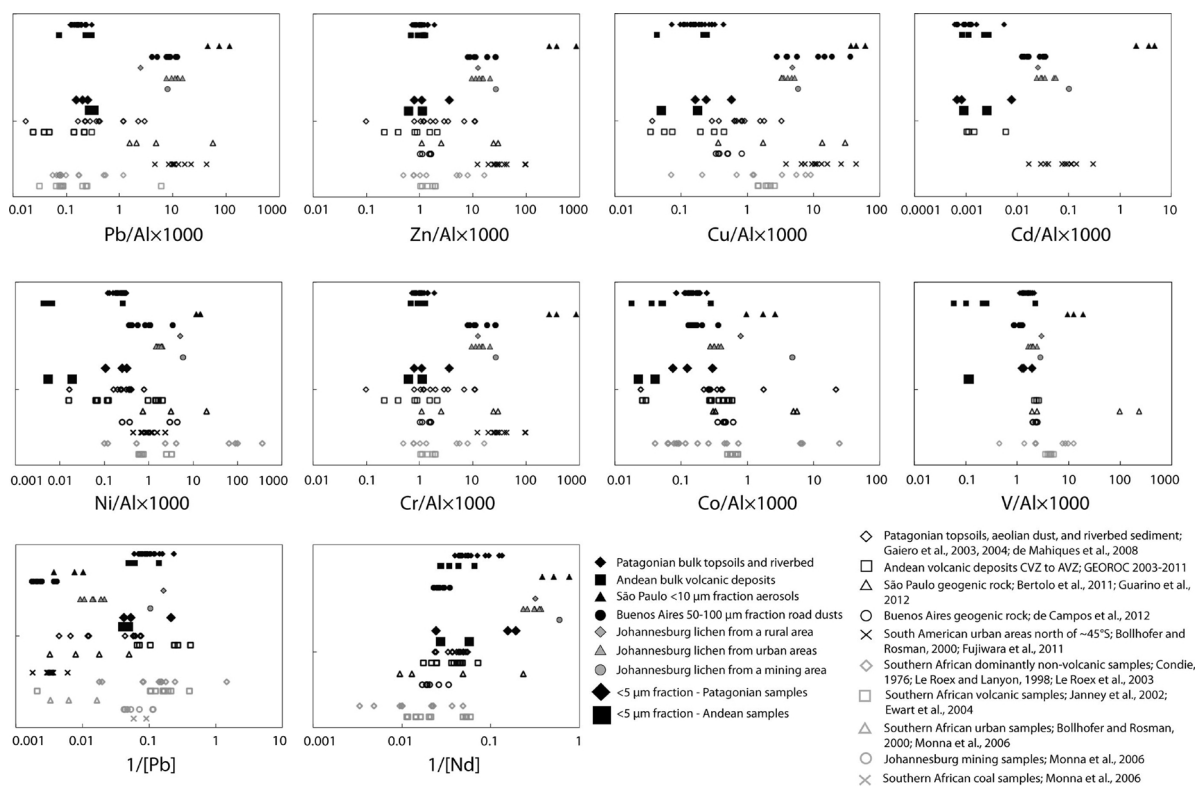 0.01 0.1 1 10 100 1000
Pb/Al×1000
0.01 0.1 1 10 100 1000
Zn/Al×1000
0.01 0.1 1 10 100
Cu/Al×1000
0.0001 0.001 0.01 0.1 1 10
Cd/Al×1000
0.001 0.01 0.1 1 10 100 1000
Ni/Al×1000
0.01 0.1 1 10 100 1000
Cr/Al×1000
0.01 0.1 1 10 100
Co/Al×1000
0.01 0.1 1 10 100 1000
V/Al×1000
0.001 0.01 0.1 1 10
1/[Pb]
0.001 0.01 0.1 1
1/[Nd]
Patagonian bulk topsoils and riverbed
Andean bulk volcanic deposits
São Paulo <10 μm fraction aerosols
Buenos Aires 50-100 μm fraction road dusts
Johannesburg lichen from a rural area
Johannesburg lichen from urban areas
Johannesburg lichen from a mining area
<5 μm fraction - Patagonian samples
<5 μm fraction - Andean samples
Patagonian topsoils, aeolian dust, and riverbed sediment;
Gaiero et al., 2003, 2004; de Mahiques et al., 2008
Andean volcanic deposits CVZ to AVZ; GEOROC 2003-2011
São Paulo geogenic rock; Bertolo et al., 2011; Guarino et al.,
2012
Buenos Aires geogenic rock; de Campos et al., 2012
South American urban areas north of ~45°S; Bollhofer and
Rosman, 2000; Fujiwara et al., 2011
Southern African dominantly non-volcanic samples; Condie,
1976; Le Roex and Lanyon, 1998; Le Roex et al., 2003
Southern African volcanic samples; Janney et al., 2002;
Ewart et al., 2004
Southern African urban samples; Bollhofer and Rosman,
2000; Monna et al., 2006
Johannesburg mining samples; Monna et al., 2006
Southern African coal samples; Monna et al., 2006